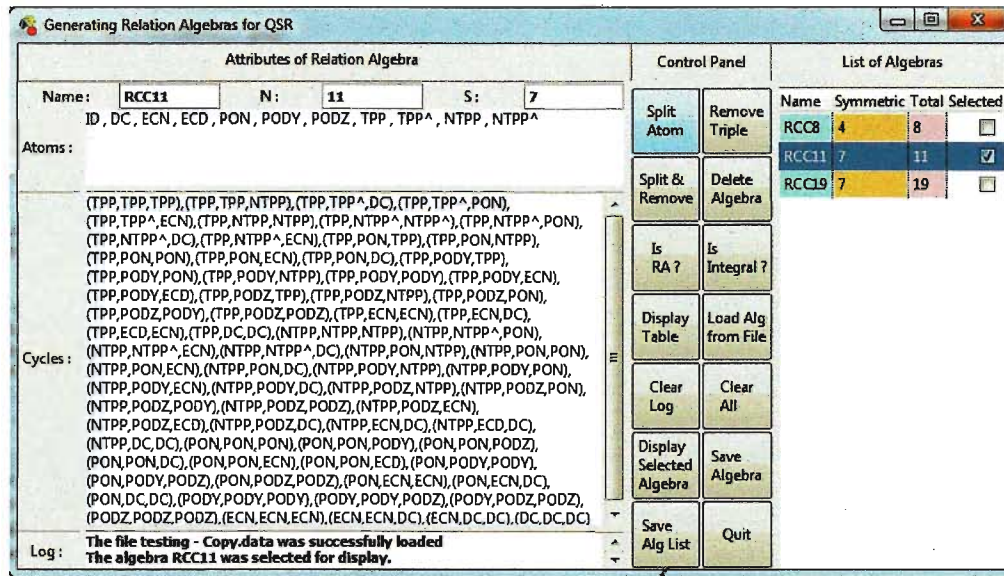 Generating Relation Algebras for QSR
Attributes of Relation Algebra
Name: RCC11 N: 11 S: 7
Atoms: ID , DC , ECN , ECD , PON , PODY , PODZ , TPP , TPP^ , NTPP , NTPP^
Cycles:
(TPP,TPP,TPP),(TPP,TPP,NTPP),(TPP,TPP^,DC),(TPP,TPP^,PON),
(TPP,TPP^,ECN),(TPP,NTPP,NTPP),(TPP,NTPP^,NTPP^),(TPP,NTPP^,PON),
(TPP,NTPP^,DC),(TPP,NTPP^,ECN),(TPP,PON,TPP),(TPP,PON,NTPP),
(TPP,PON,PON),(TPP,PON,ECN),(TPP,PON,DC),(TPP,PODY,TPP),
(TPP,PODY,PON),(TPP,PODY,NTPP),(TPP,PODY,PODY),(TPP,PODY,ECN),
(TPP,PODY,ECD),(TPP,PODZ,TPP),(TPP,PODZ,NTPP),(TPP,PODZ,PON),
(TPP,PODZ,PODY),(TPP,PODZ,PODZ),(TPP,ECN,ECN),(TPP,ECN,DC),
(TPP,ECD,ECN),(TPP,DC,DC),(NTPP,NTPP,NTPP),(NTPP,NTPP^,PON),
(NTPP,NTPP^,ECN),(NTPP,NTPP^,DC),(NTPP,PON,NTPP),(NTPP,PON,PON),
(NTPP,PON,ECN),(NTPP,PON,DC),(NTPP,PODY,NTPP),(NTPP,PODY,PON),
(NTPP,PODY,ECN),(NTPP,PODY,DC),(NTPP,PODZ,NTPP),(NTPP,PODZ,PON),
(NTPP,PODZ,PODY),(NTPP,PODZ,PODZ),(NTPP,PODZ,ECN),
(NTPP,PODZ,ECD),(NTPP,PODZ,DC),(NTPP,ECN,DC),(NTPP,ECD,DC),
(NTPP,DC,DC),(PON,PON,PON),(PON,PON,PODY),(PON,PON,PODZ),
(PON,PON,DC),(PON,PON,ECN),(PON,PON,ECD),(PON,PODY,PODY),
(PON,PODY,PODZ),(PON,PODZ,PODZ),(PON,ECN,ECN),(PON,ECN,DC),
(PON,DC,DC),(PODY,PODY,PODY),(PODY,PODY,PODZ),(PODY,PODZ,PODZ),
(PODZ,PODZ,PODZ),(ECN,ECN,ECN),(ECN,ECN,DC),(ECN,DC,DC),(DC,DC,DC)
Log:
The file testing - Copy.data was successfully loaded
The algebra RCC11 was selected for display.
Control Panel
Split Atom
Remove Triple
Split & Remove
Delete Algebra
Is RA ?
Is Integral ?
Display Table
Load Alg from File
Clear Log
Clear All
Display Selected Algebra
Save Algebra
Save Alg List
Quit
List of Algebras
Name Symmetric Total Selected
RCC8 4 8
RCC11 7 11
RCC19 7 19